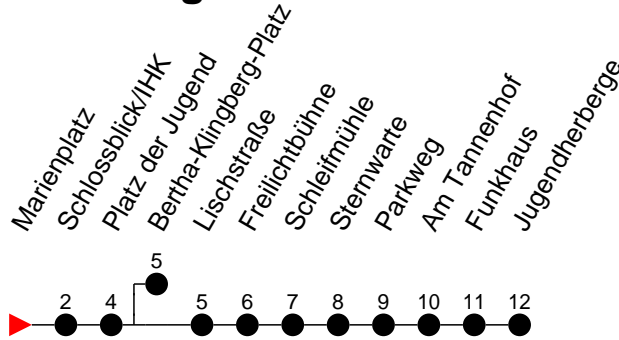 Marienplatz
Schlossblick/IHK
Platz der Jugend
Bertha-Klingberg-Platz
Lischstraße
Freilichtbühne
Schleifmühle
Sternwarte
Parkweg
Am Tannenhof
Funkhaus
Jugendherberge
5
2 4 5 6 7 8 9 10 11 12